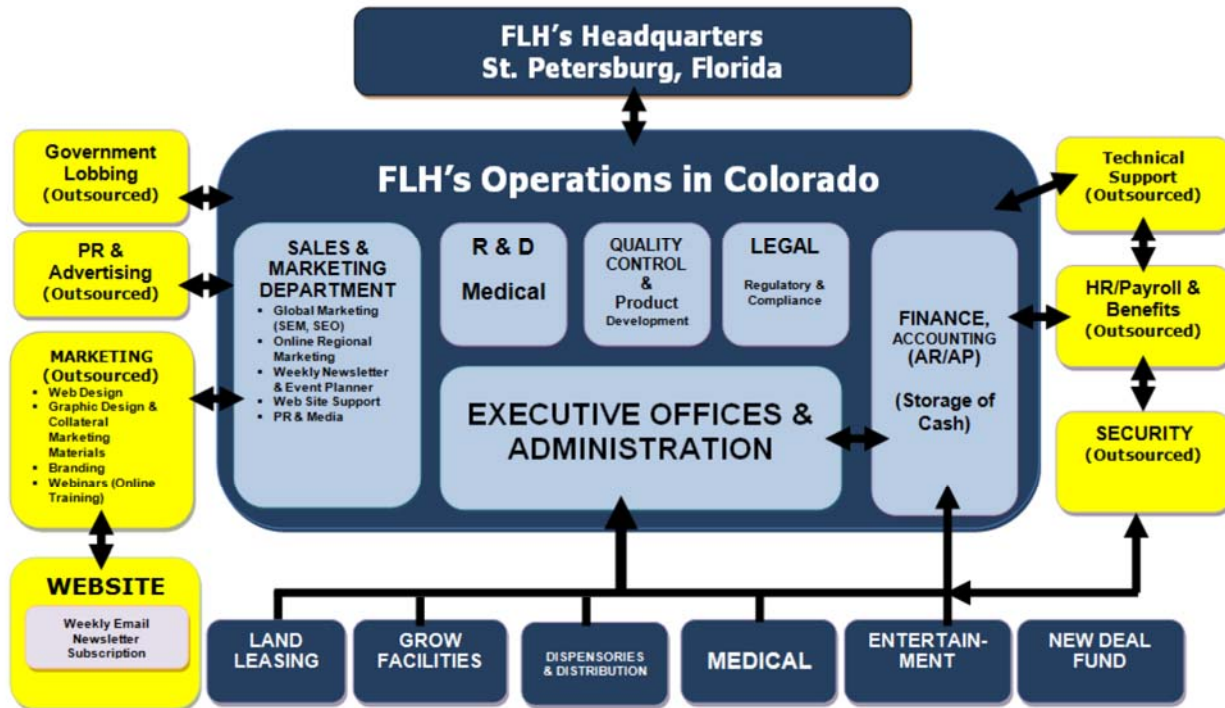 FLH's Headquarters
St. Petersburg, Florida
Government
Lobbing
(Outsourced)
PR &
Advertising
(Outsourced)
MARKETING
(Outsourced)
• Web Design
• Graphic Design &
Collateral
Marketing
Materials
• Branding
• Webinars (Online
Training)
WEBSITE
Weekly Email
Newsletter
Subscription
FLH's Operations in Colorado
SALES &
MARKETING
DEPARTMENT
• Global Marketing
(SEM, SEO)
• Online Regional
Marketing
• Weekly Newsletter
& Event Planner
• Web Site Support
• PR & Media
R & D
Medical
QUALITY
CONTROL
&
Product
Development
LEGAL
Regulatory &
Compliance
FINANCE,
ACCOUNTING
(AR/AP)
(Storage of
Cash)
EXECUTIVE OFFICES &
ADMINISTRATION
Technical
Support
(Outsourced)
HR/Payroll &
Benefits
(Outsourced)
SECURITY
(Outsourced)
LAND
LEASING
GROW
FACILITIES
DISPENSORIES
& DISTRIBUTION
MEDICAL
ENTERTAIN-
MENT
NEW DEAL
FUND